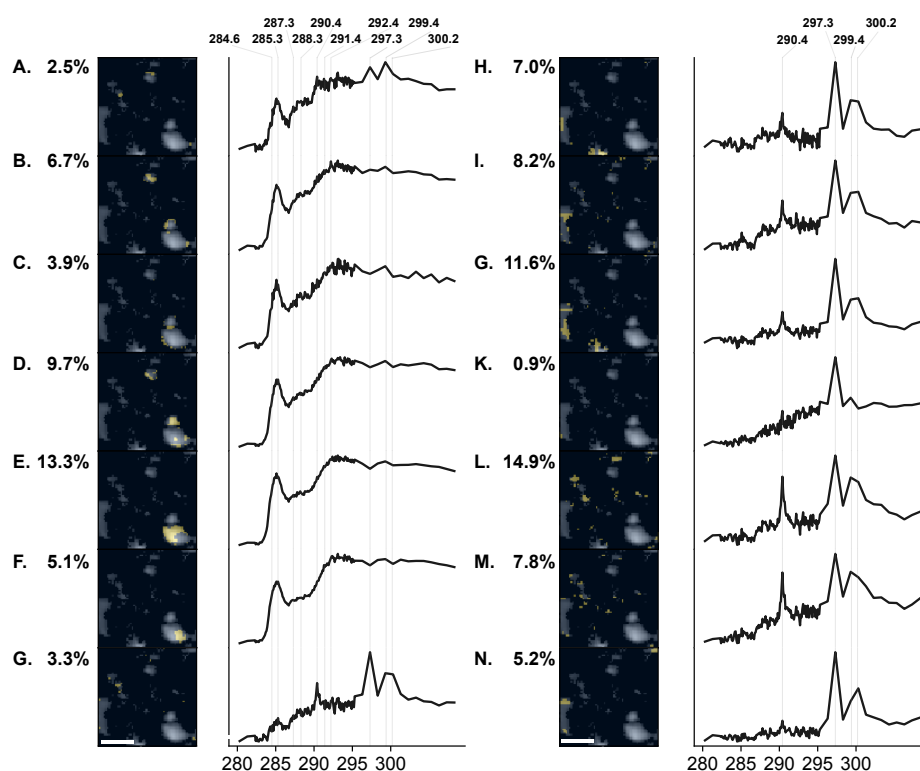 287.3 290.4 292.4 299.4
297.3 300.2
284.6 285.3 288.3 291.4 297.3 300.2
290.4 299.4
A. 2.5% H. 7.0%
B. 6.7% I. 8.2%
C. 3.9% G. 11.6%
D. 9.7% K. 0.9%
E. 13.3% L. 14.9%
F. 5.1% M. 7.8%
G. 3.3% N. 5.2%
280 285 290 295 300 280 285 290 295 300